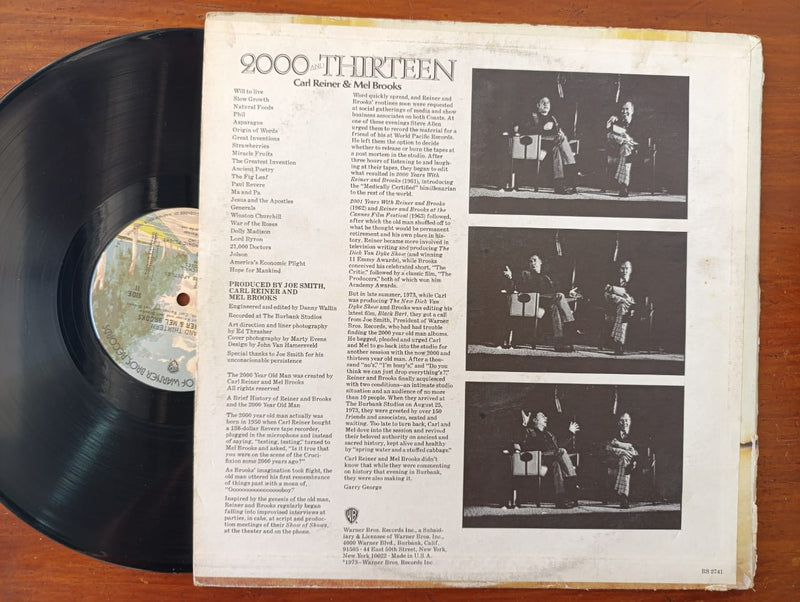 2000 AND THIRTEEN
Carl Reiner & Mel Brooks
Will to live
Slow Growth
Natural Foods
Phil
Asparagus
Origin of Words
Great Inventions
Strawberries
Miracle Fruits
The Greatest Invention
Ancient Poetry
The Fig Leaf
Paul Revere
Ma and Pa
Jesus and the Apostles
Generals
Winston Churchill
War of the Roses
Dolly Madison
Lord Byron
21,000 Doctors
Jolson
America's Economic Plight
Hope for Mankind
PRODUCED BY JOE SMITH,
CARL REINER AND
MEL BROOKS
Engineered and edited by Danny Wallin
Recorded at The Burbank Studios
Art direction and liner photography
by Ed Thrasher
Cover photography by Marty Evans
Design by John Van Hamersveld
Special thanks to Joe Smith for his
unconscionable persistence
The 2000 Year Old Man was created by
Carl Reiner and Mel Brooks
All rights reserved
A Brief History of Reiner and Brooks
and the 2000 Year Old Man
The 2000 year old man actually was
born in 1950 when Carl Reiner bought
a 128-dollar Revere tape recorder,
plugged in the microphone and instead
of saying, "testing, testing," turned to
Mel Brooks and asked, "Is it true that
you were on the scene of the Cruci-
fixion some 2000 years ago?"
As Brooks' imagination took flight, the
old man uttered his first remembrance
of things past with a moan of,
Inspired by the genesis of the old man,
Reiner and Brooks regularly began
falling into improvised interviews at
parties, in cabs, at script and produc-
tion meetings of their Show of Shows,
at the theater and on the phone.
Word quickly spread, and Reiner and
Brooks' routines soon were requested
at social gatherings of media and show
business associates on both Coasts. At
one of these evenings Steve Allen
urged them to record the material for a
friend of his at World Pacific Records.
He left them the option to decide
whether to release or burn the tapes at
a post mortem in the studio. After
three hours of listening to and laugh-
ing at their tapes, they began to edit
what resulted in 2000 Years With
Reiner and Brooks (1961), introducing
the "Medically Certified" bimillenarian
to the rest of the world.
2001 Years With Reiner and Brooks
(1962) and Reiner and Brooks at the
Cannes Film Festival (1963) followed,
after which the old man shuffled off to
what he thought would be permanent
retirement and his own place in his-
tory. Reiner became more involved in
television writing and producing The
Dick Van Dyke Show (and winning
11 Emmy Awards), while Brooks
conceived his celebrated short, "The
Critic," followed by a classic film, "The
Producers," both of which won him
Academy Awards.
But in late summer, 1973, while Carl
was producing The New Dick Van
Dyke Show and Brooks was editing his
latest film, Black Bart, they got a call
from Joe Smith, President of Warner
Bros. Records, who had had trouble
finding the 2000 year old man albums.
He begged, pleaded and urged Carl
and Mel to go back into the studio for
another session with the now 2000 and
thirteen year old man. After a thou-
sand "no's," "I'm busy's," and "Do you
think we can just drop everything's?,"
Reiner and Brooks finally acquiesced
with two conditions—an intimate studio
situation and an audience of no more
than 10 people. When they arrived at
The Burbank Studios on August 25,
1973, they were greeted by over 150
friends and associates, seated and
waiting. Too late to turn back, Carl and
Mel dove into the session and revived
their beloved authority on ancient and
sacred history, kept alive and healthy
by "spring water and a stuffed cabbage."
Carl Reiner and Mel Brooks didn't
know that while they were commenting
on history that evening in Burbank,
they were also making it.
Garry George
WB
Warner Bros. Records Inc., a Subsid-
iary & Licensee of Warner Bros. Inc.,
4000 Warner Blvd., Burbank, Calif.
91505 · 44 East 50th Street, New York,
New York 10022 · Made in U.S.A.
©1973—Warner Bros. Records Inc.
BS 2741
SIDE